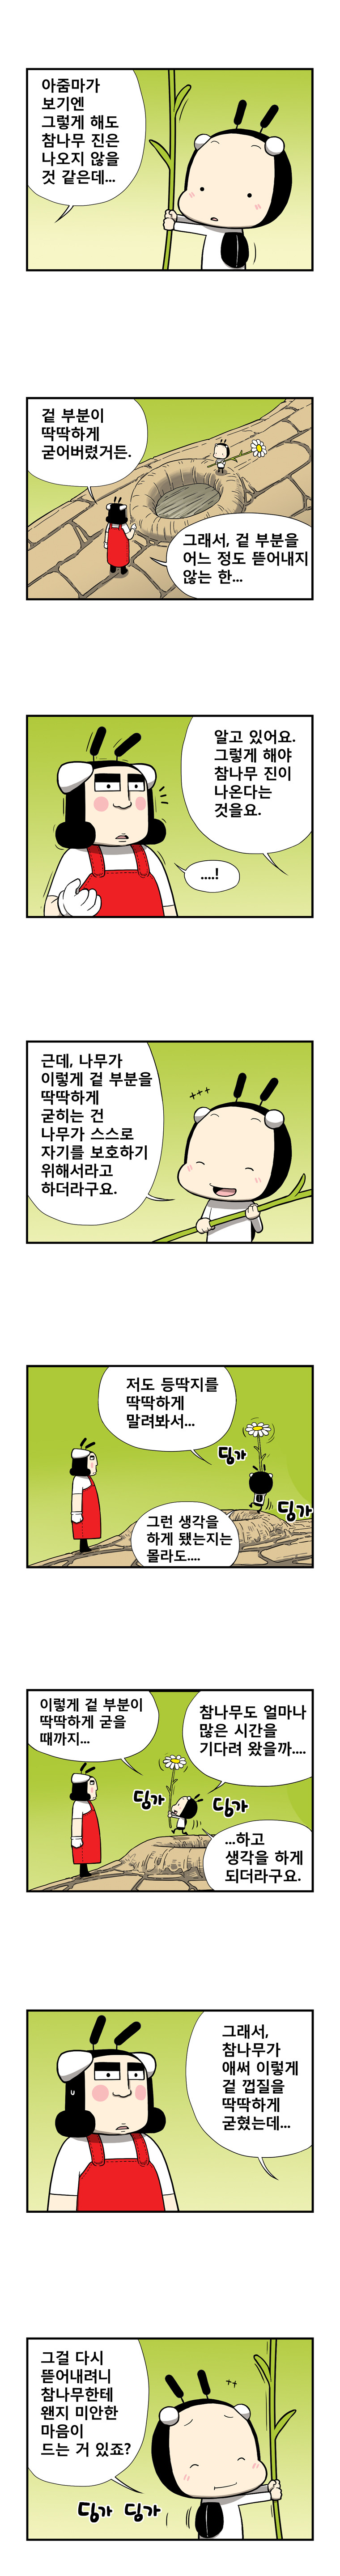 아줌마가
보기엔
그렇게 해도
참나무 진은
나오지 않을
것 같은데...
겉 부분이
딱딱하게
굳어버렸거든.
그래서, 겉 부분을
어느 정도 뜯어내지
않는 한...
알고 있어요.
그렇게 해야
참나무 진이
나온다는
것을요.
....!
근데, 나무가
이렇게 겉 부분을
딱딱하게
굳히는 건
나무가 스스로
자기를 보호하기
위해서라고
하더라구요.
저도 등딱지를
딱딱하게
말려봐서...
딩가
딩가
그런 생각을
하게 됐는지는
몰라도....
이렇게 겉 부분이
딱딱하게 굳을
때까지...
참나무도 얼마나
많은 시간을
기다려 왔을까....
딩가
딩가
...하고
생각을 하게
되더라구요.
그래서,
참나무가
애써 이렇게
겉 껍질을
딱딱하게
굳혔는데...
그걸 다시
뜯어내려니
참나무한테
왠지 미안한
마음이
드는 거 있죠?
딩가 딩가